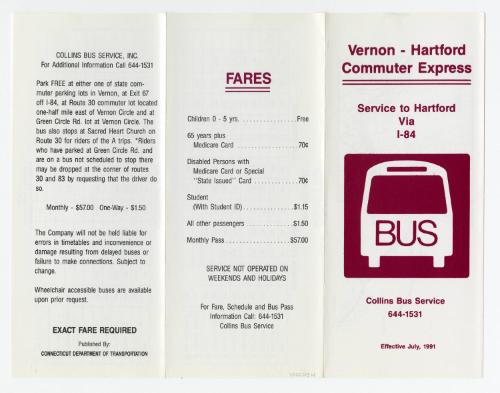 COLLINS BUS SERVICE, INC.
For Additional Information Call 644-1531
Park FREE at either one of state com-
muter parking lots in Vernon, at Exit 67
off I-84, at Route 30 commuter lot located
one-half mile east of Vernon Circle and at
Green Circle Rd. lot at Vernon Circle. The
bus also stops at Sacred Heart Church on
Route 30 for riders of the A trips. *Riders
who have parked at Green Circle Rd. and
are on a bus not scheduled to stop there
may be dropped at the corner of routes
30 and 83 by requesting that the driver do
so.
Monthly - $57.00 One-Way - $1.50
The Company will not be held liable for
errors in timetables and inconvenience or
damage resulting from delayed buses or
failure to make connections. Subject to
change.
Wheelchair accessible buses are available
upon prior request.
EXACT FARE REQUIRED
Published By:
CONNECTICUT DEPARTMENT OF TRANSPORTATION
FARES
Children 0 - 5 yrs. ................Free
65 years plus
Medicare Card ...................70¢
Disabled Persons with
Medicare Card or Special
"State Issued" Card .............70¢
Student
(With Student ID) ...............$1.15
All other passengers ...............$1.50
Monthly Pass ....................$57.00
SERVICE NOT OPERATED ON
WEEKENDS AND HOLIDAYS
For Fare, Schedule and Bus Pass
Information Call: 644-1531
Collins Bus Service
Vernon - Hartford
Commuter Express
Service to Hartford
Via
I-84
BUS
Collins Bus Service
644-1531
Effective July, 1991